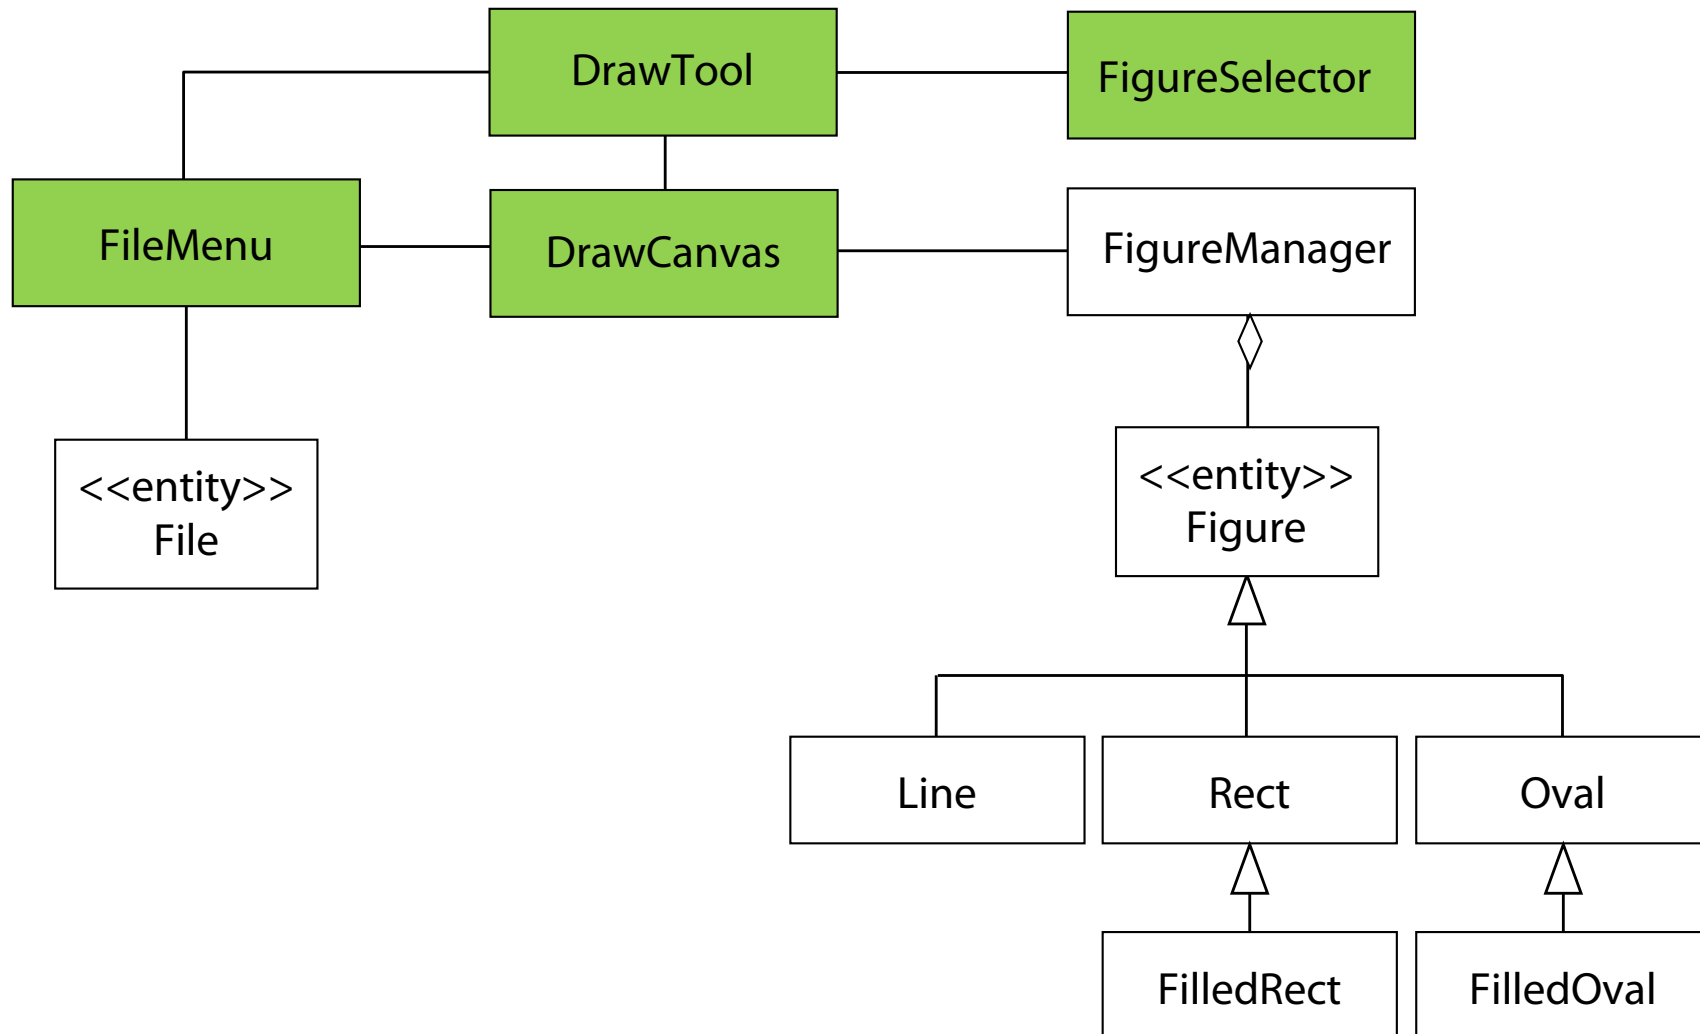 DrawTool
FigureSelector
FileMenu
DrawCanvas
FigureManager
<<entity>>
File
<<entity>>
Figure
Line
Rect
Oval
FilledRect
FilledOval